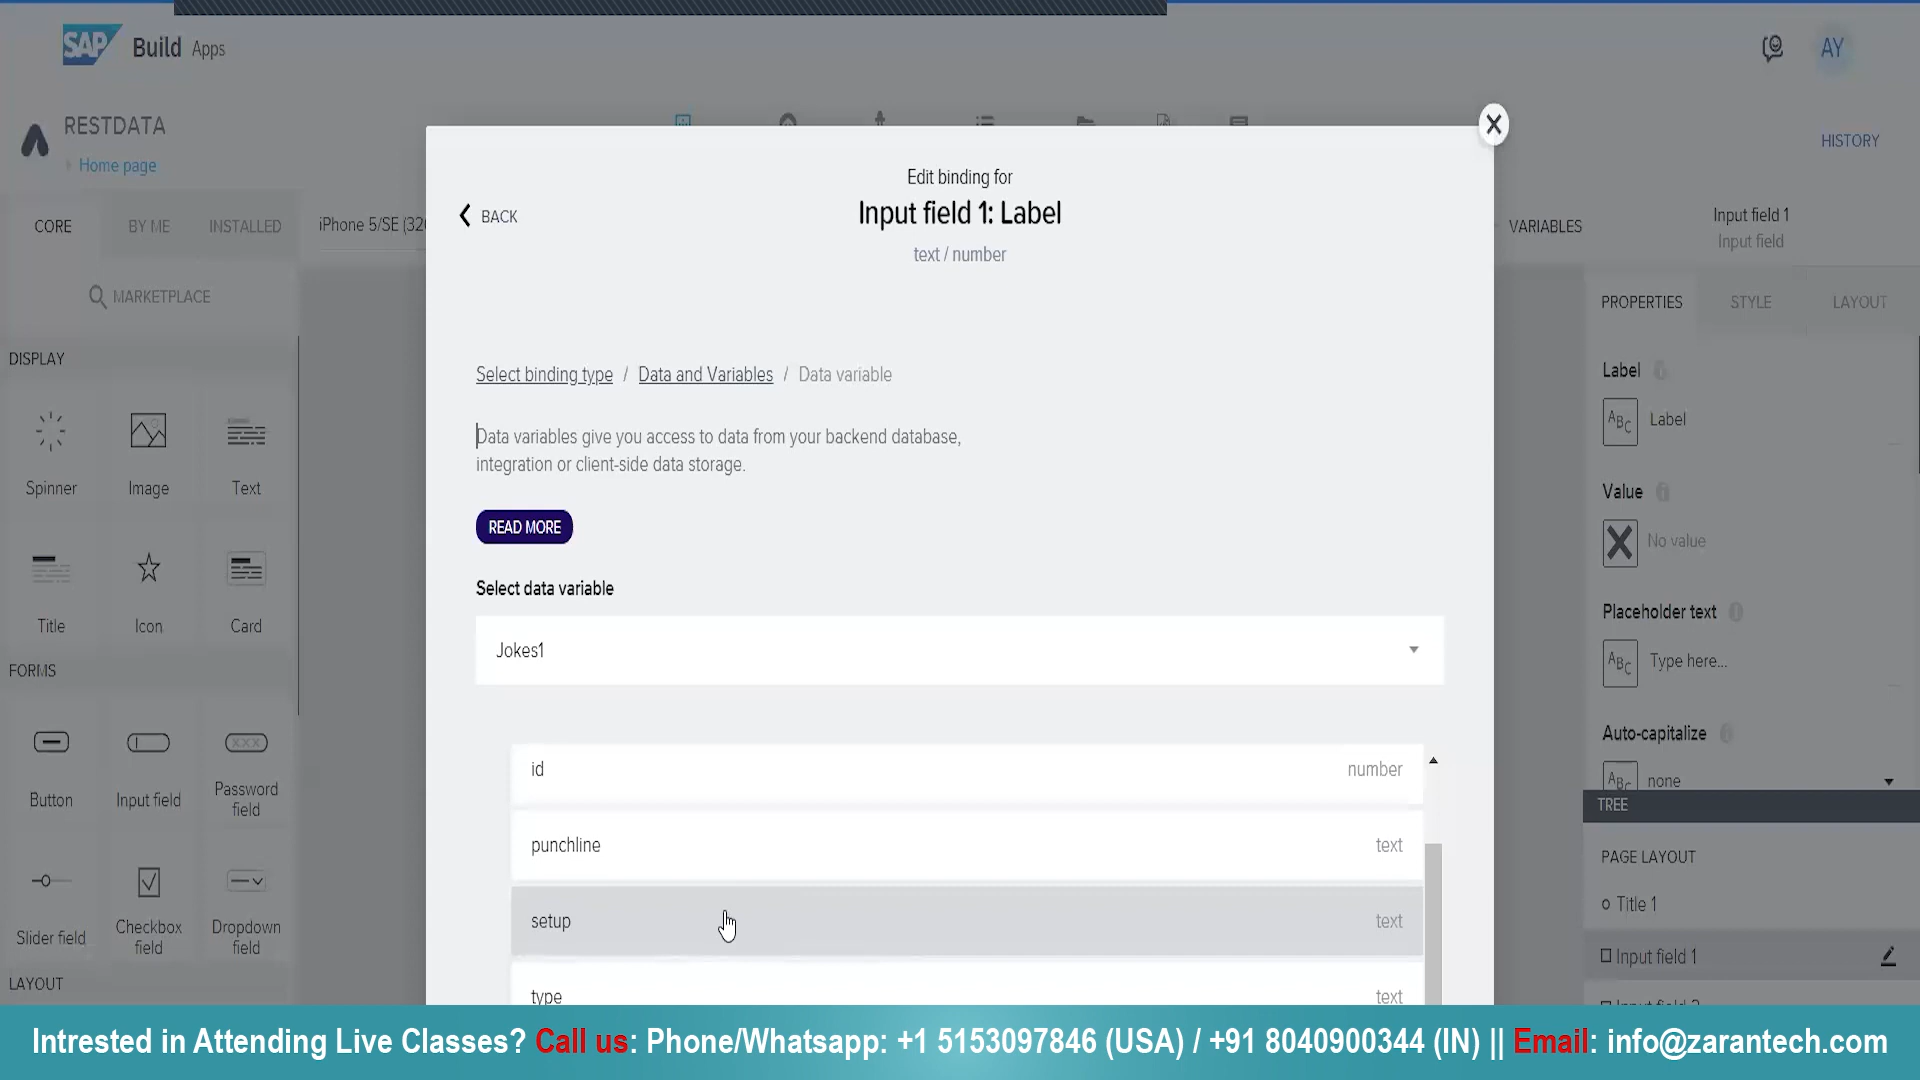 SAP Build Apps
AY
RESTDATA
Home page
HISTORY
CORE
BY ME
INSTALLED
iPhone 5/SE (320
VARIABLES
Input field 1
Input field
MARKETPLACE
DISPLAY
Spinner
Image
Text
Title
Icon
Card
FORMS
Button
Input field
Password
field
Slider field
Checkbox
field
Dropdown
field
LAYOUT
Edit binding for
BACK
Input field 1: Label
text / number
Select binding type / Data and Variables / Data variable
Data variables give you access to data from your backend database,
integration or client-side data storage.
READ MORE
Select data variable
Jokes1
id number
punchline text
setup text
type text
PROPERTIES
STYLE
LAYOUT
Label
ABC Label
Value
No value
Placeholder text
ABC Type here...
Auto-capitalize
ABC none
TREE
PAGE LAYOUT
Title 1
Input field 1
Intrested in Attending Live Classes? Call us: Phone/Whatsapp: +1 5153097846 (USA) / +91 8040900344 (IN) || Email: info@zarantech.com